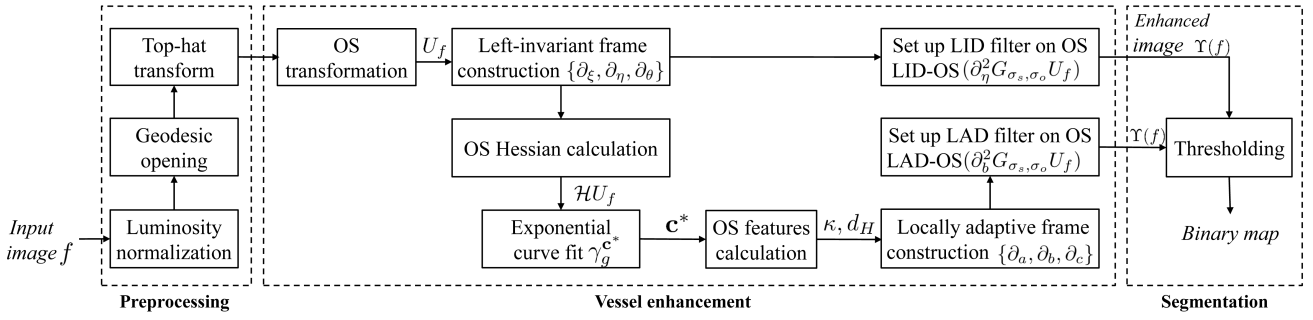 Input
image f
Luminosity
normalization
Geodesic
opening
Top-hat
transform
Preprocessing
OS
transformation
U_f
Left-invariant frame
construction {∂_ξ, ∂_η, ∂_θ}
OS Hessian calculation
ℋU_f
Exponential
curve fit γ_g^{c*}
c*
OS features
calculation
κ, d_H
Locally adaptive frame
construction {∂_a, ∂_b, ∂_c}
Set up LAD filter on OS
LAD-OS(∂_b^2 G_{σ_s,σ_o} U_f)
Set up LID filter on OS
LID-OS(∂_η^2 G_{σ_s,σ_o} U_f)
Vessel enhancement
Enhanced
image ϒ(f)
ϒ(f)
Thresholding
Binary map
Segmentation